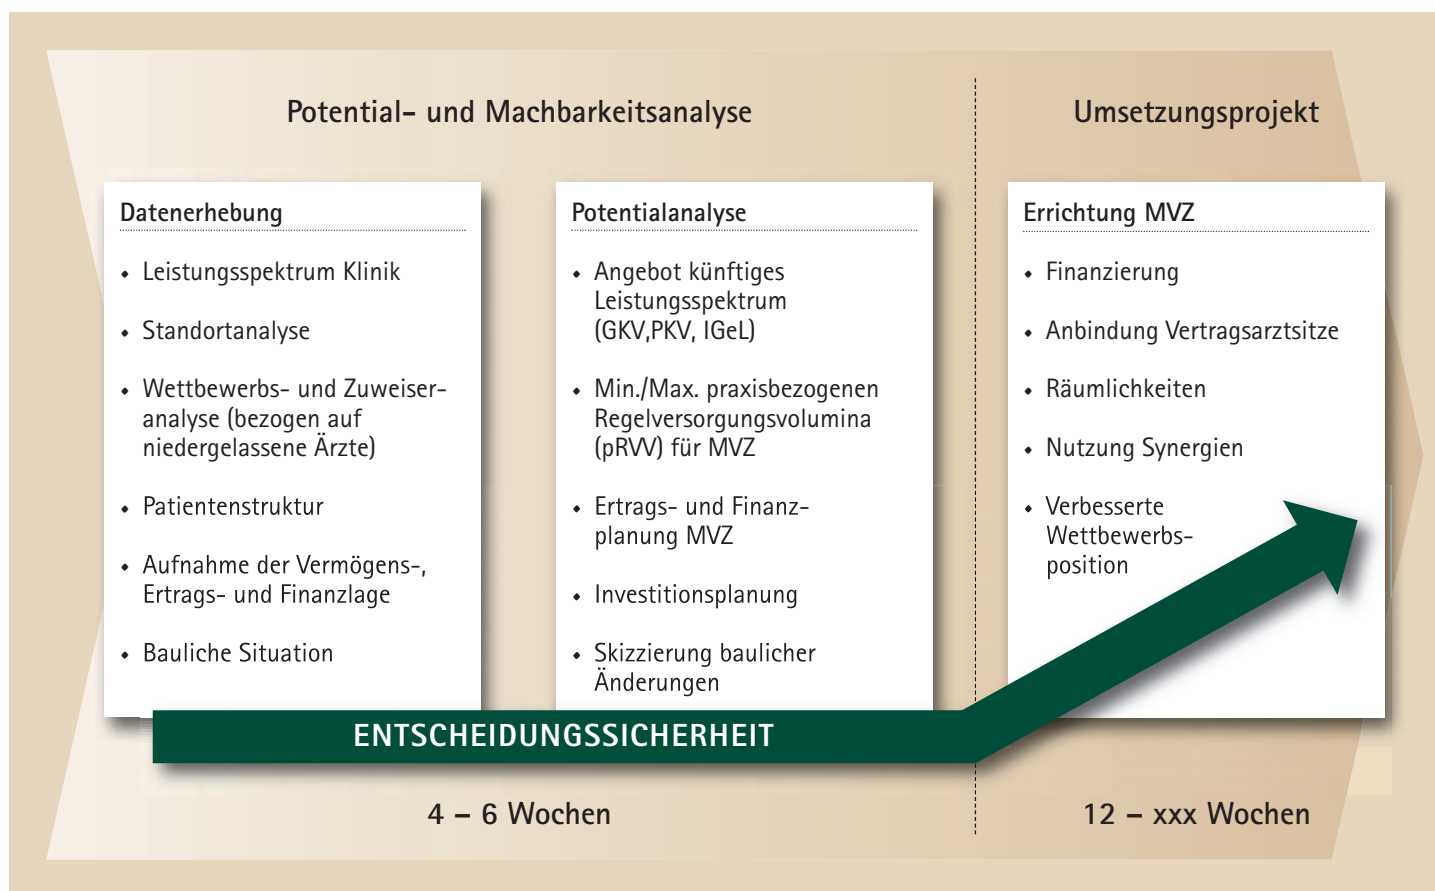 Potential- und Machbarkeitsanalyse
Umsetzungsprojekt
Datenerhebung
• Leistungsspektrum Klinik
• Standortanalyse
• Wettbewerbs- und Zuweiser-
analyse (bezogen auf
niedergelassene Ärzte)
• Patientenstruktur
• Aufnahme der Vermögens-,
Ertrags- und Finanzlage
• Bauliche Situation
Potentialanalyse
• Angebot künftiges
Leistungsspektrum
(GKV,PKV, IGeL)
• Min./Max. praxisbezogenen
Regelversorgungsvolumina
(pRVV) für MVZ
• Ertrags- und Finanz-
planung MVZ
• Investitionsplanung
• Skizzierung baulicher
Änderungen
Errichtung MVZ
• Finanzierung
• Anbindung Vertragsarztsitze
• Räumlichkeiten
• Nutzung Synergien
• Verbesserte
Wettbewerbs-
position
ENTSCHEIDUNGSSICHERHEIT
4 – 6 Wochen
12 – xxx Wochen